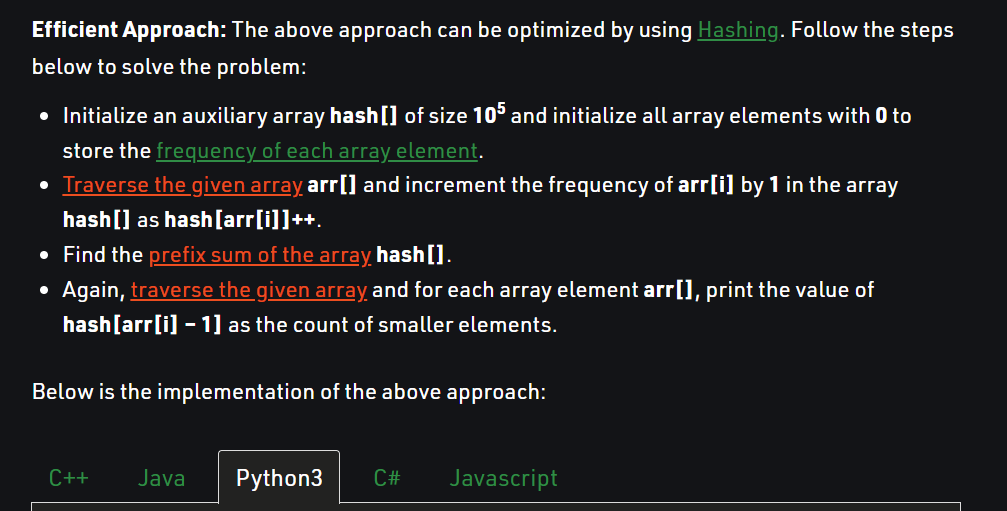 Efficient Approach: The above approach can be optimized by using Hashing. Follow the steps
below to solve the problem:
• Initialize an auxiliary array hash[] of size 10⁵ and initialize all array elements with 0 to
store the frequency of each array element.
• Traverse the given array arr[] and increment the frequency of arr[i] by 1 in the array
hash[] as hash[arr[i]]++.
• Find the prefix sum of the array hash[].
• Again, traverse the given array and for each array element arr[], print the value of
hash[arr[i] – 1] as the count of smaller elements.
Below is the implementation of the above approach:
C++ Java Python3 C# Javascript